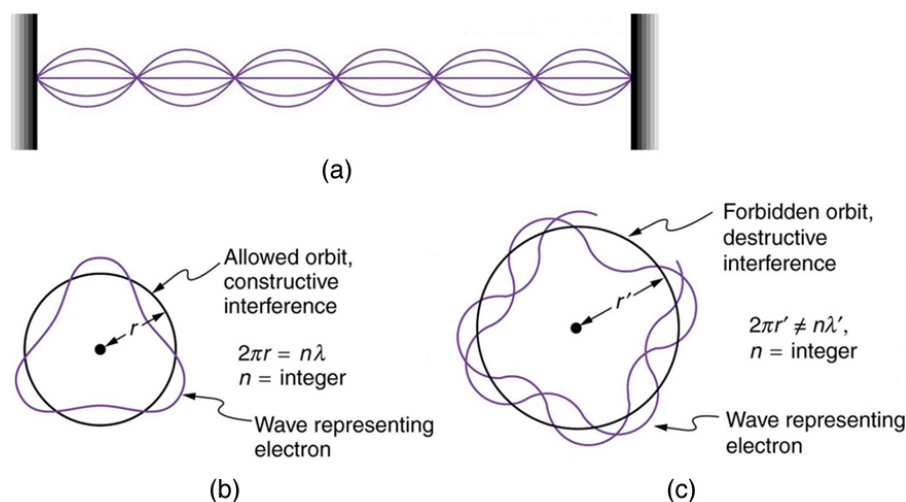 (a)
Allowed orbit,
constructive
interference
r
2πr = nλ
n = integer
Wave representing
electron
(b)
Forbidden orbit,
destructive
interference
r′
2πr′ ≠ nλ′,
n = integer
Wave representing
electron
(c)